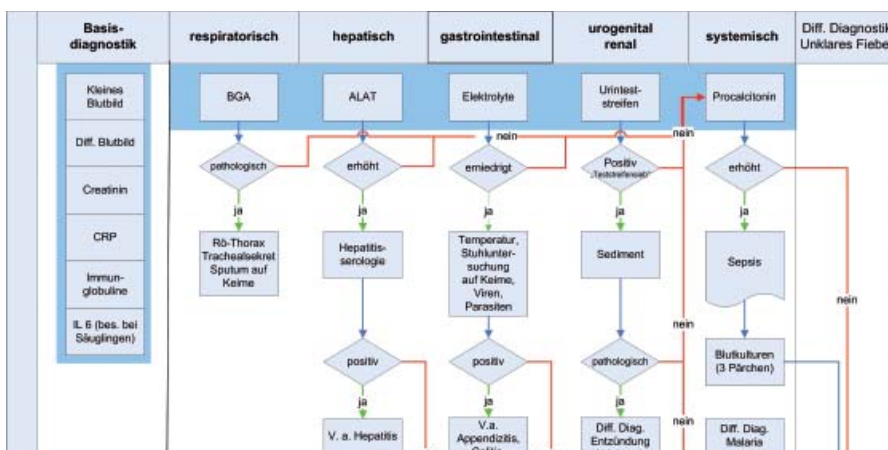 Basis-
diagnostik
respiratorisch
hepatisch
gastrointestinal
urogenital
renal
systemisch
Diff. Diagnostik
Unklares Fieber
Kleines
Blutbild
Diff. Blutbild
Creatinin
CRP
Immun-
globuline
IL 6 (bes. bei
Säuglingen)
BGA
pathologisch
ja
Rö-Thorax
Trachealsekret
Sputum auf
Keime
ALAT
erhöht
ja
Hepatitis-
serologie
positiv
ja
V. a. Hepatitis
Elektrolyte
nein
erniedrigt
ja
Temperatur,
Stuhlunter-
suchung
auf Keime,
Viren,
Parasiten
positiv
ja
V.a.
Appendizitis,
Urintest-
streifen
Positiv
„Teststreifensieb“
ja
Sediment
pathologisch
ja
Diff. Diag.
Entzündung
nein
nein
nein
Procalcitonin
erhöht
ja
Sepsis
Blutkulturen
(3 Pärchen)
Diff. Diag.
Malaria
nein